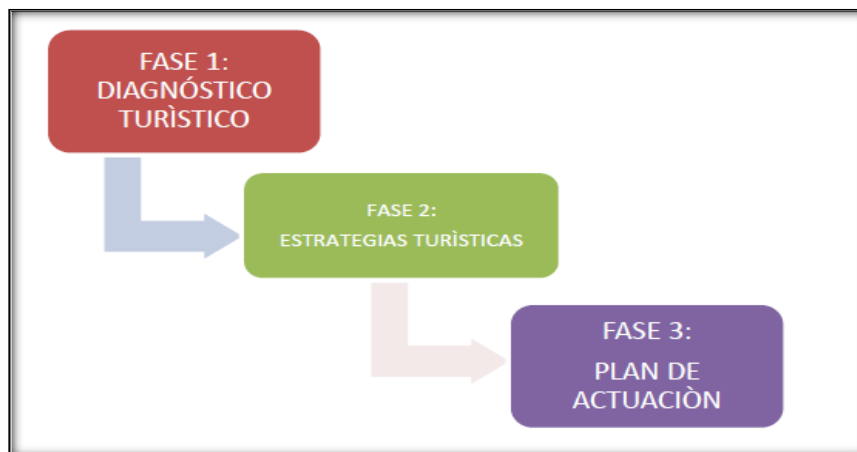 FASE 1:
DIAGNÓSTICO
TURÌSTICO
FASE 2:
ESTRATEGIAS TURÌSTICAS
FASE 3:
PLAN DE
ACTUACIÒN